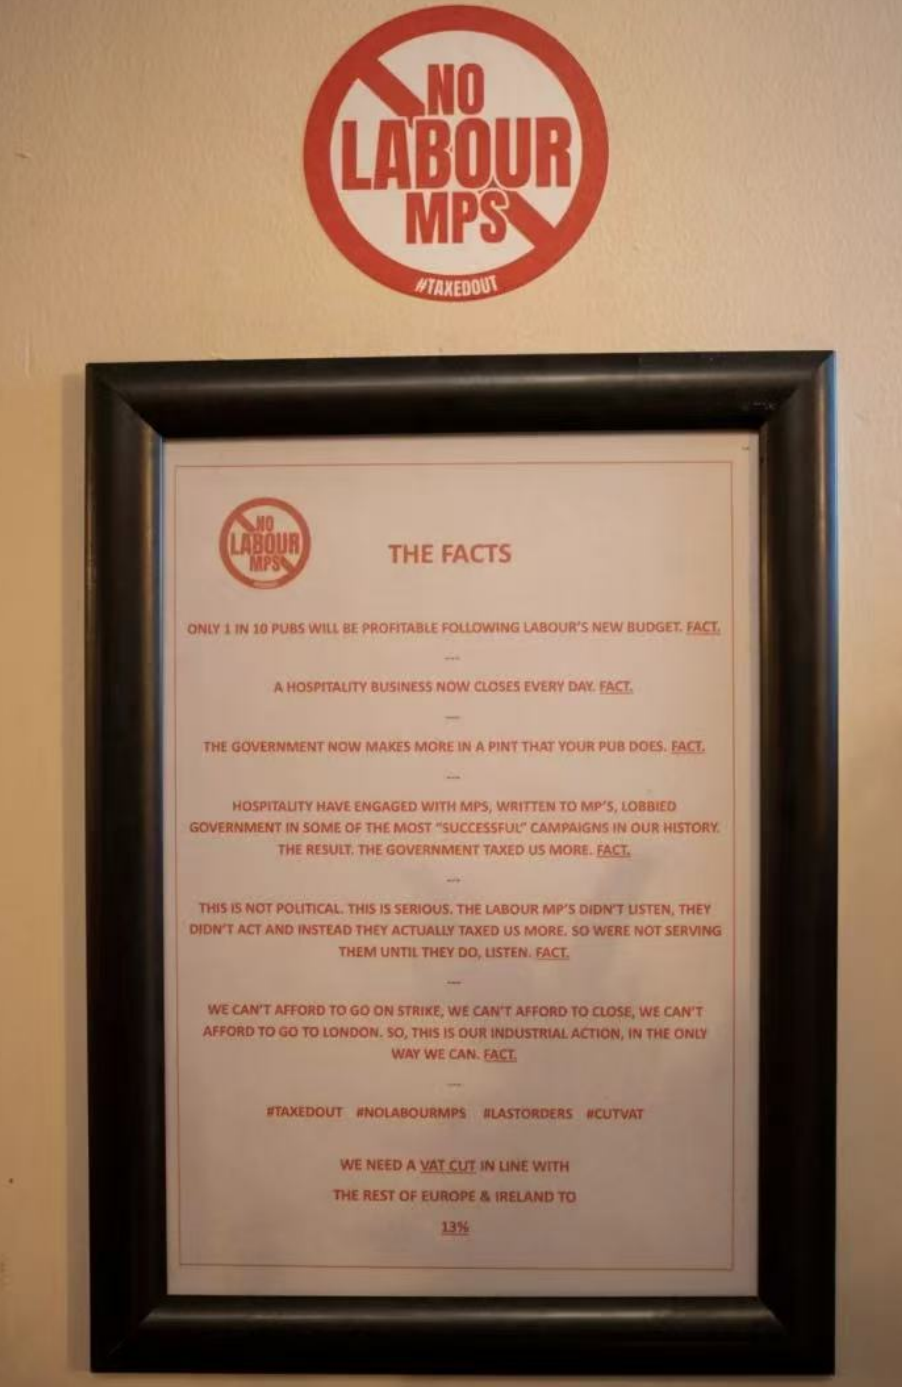 NO
LABOUR
MPS
#TAXEDOUT
NO
LABOUR
MPS
THE FACTS
ONLY 1 IN 10 PUBS WILL BE PROFITABLE FOLLOWING LABOUR'S NEW BUDGET. FACT.
---
A HOSPITALITY BUSINESS NOW CLOSES EVERY DAY. FACT.
---
THE GOVERNMENT NOW MAKES MORE IN A PINT THAT YOUR PUB DOES. FACT.
---
HOSPITALITY HAVE ENGAGED WITH MPS, WRITTEN TO MP'S, LOBBIED
GOVERNMENT IN SOME OF THE MOST "SUCCESSFUL" CAMPAIGNS IN OUR HISTORY.
THE RESULT. THE GOVERNMENT TAXED US MORE. FACT.
---
THIS IS NOT POLITICAL. THIS IS SERIOUS. THE LABOUR MP'S DIDN'T LISTEN, THEY
DIDN'T ACT AND INSTEAD THEY ACTUALLY TAXED US MORE. SO WERE NOT SERVING
THEM UNTIL THEY DO, LISTEN. FACT.
---
WE CAN'T AFFORD TO GO ON STRIKE, WE CAN'T AFFORD TO CLOSE, WE CAN'T
AFFORD TO GO TO LONDON. SO, THIS IS OUR INDUSTRIAL ACTION, IN THE ONLY
WAY WE CAN. FACT.
---
#TAXEDOUT #NOLABOURMPS #LASTORDERS #CUTVAT
WE NEED A VAT CUT IN LINE WITH
THE REST OF EUROPE & IRELAND TO
13%